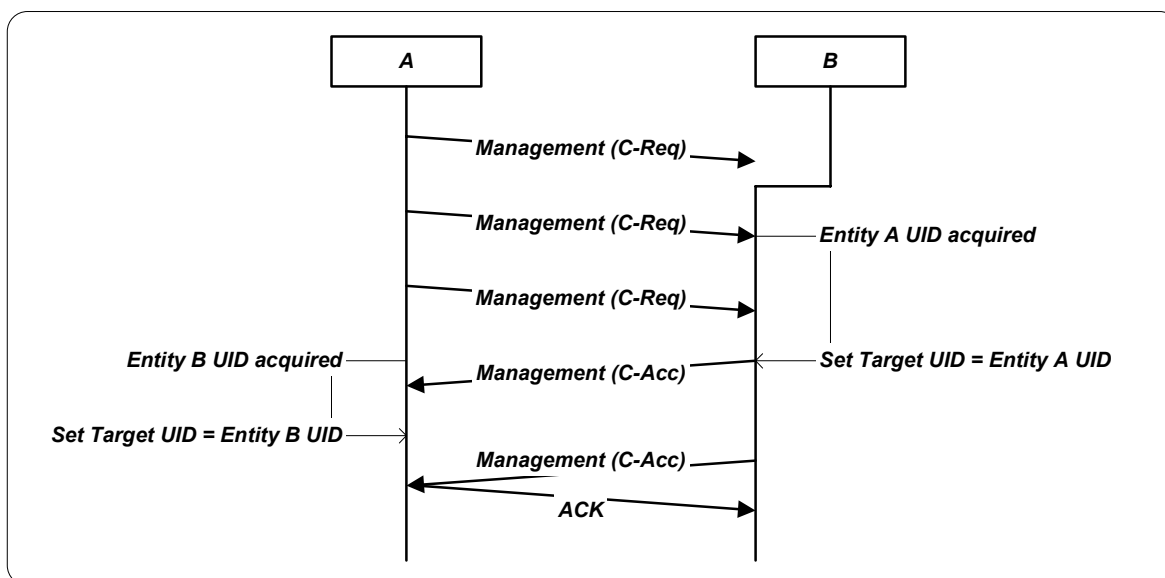 A
B
Management (C-Req)
Management (C-Req)
Entity A UID acquired
Management (C-Req)
Entity B UID acquired
Management (C-Acc)
Set Target UID = Entity A UID
Set Target UID = Entity B UID
Management (C-Acc)
ACK